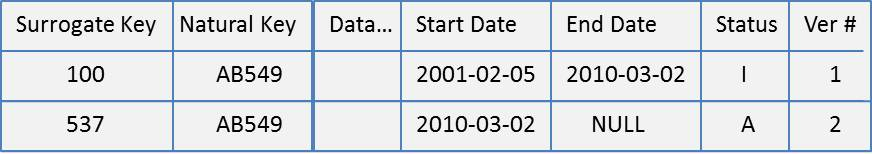 Surrogate Key Natural Key Data... Start Date End Date Status Ver #
100 AB549 2001-02-05 2010-03-02 I 1
537 AB549 2010-03-02 NULL A 2